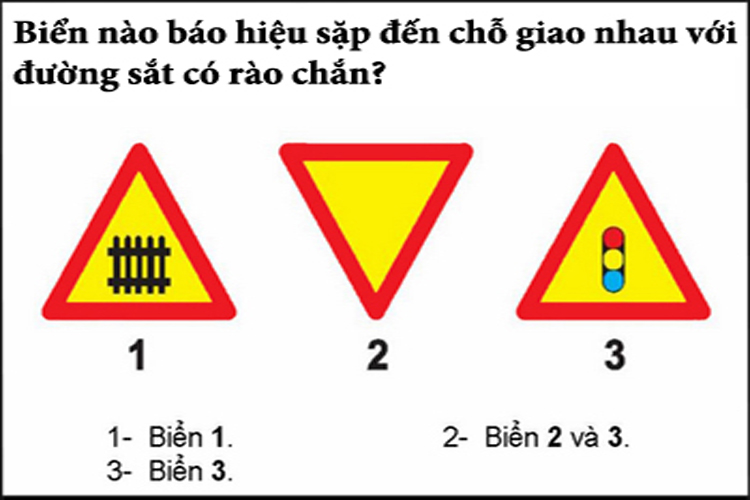 Biển nào báo hiệu sặp đến chỗ giao nhau với
đường sắt có rào chắn?
1 2 3
1- Biển 1. 2- Biển 2 và 3.
3- Biển 3.